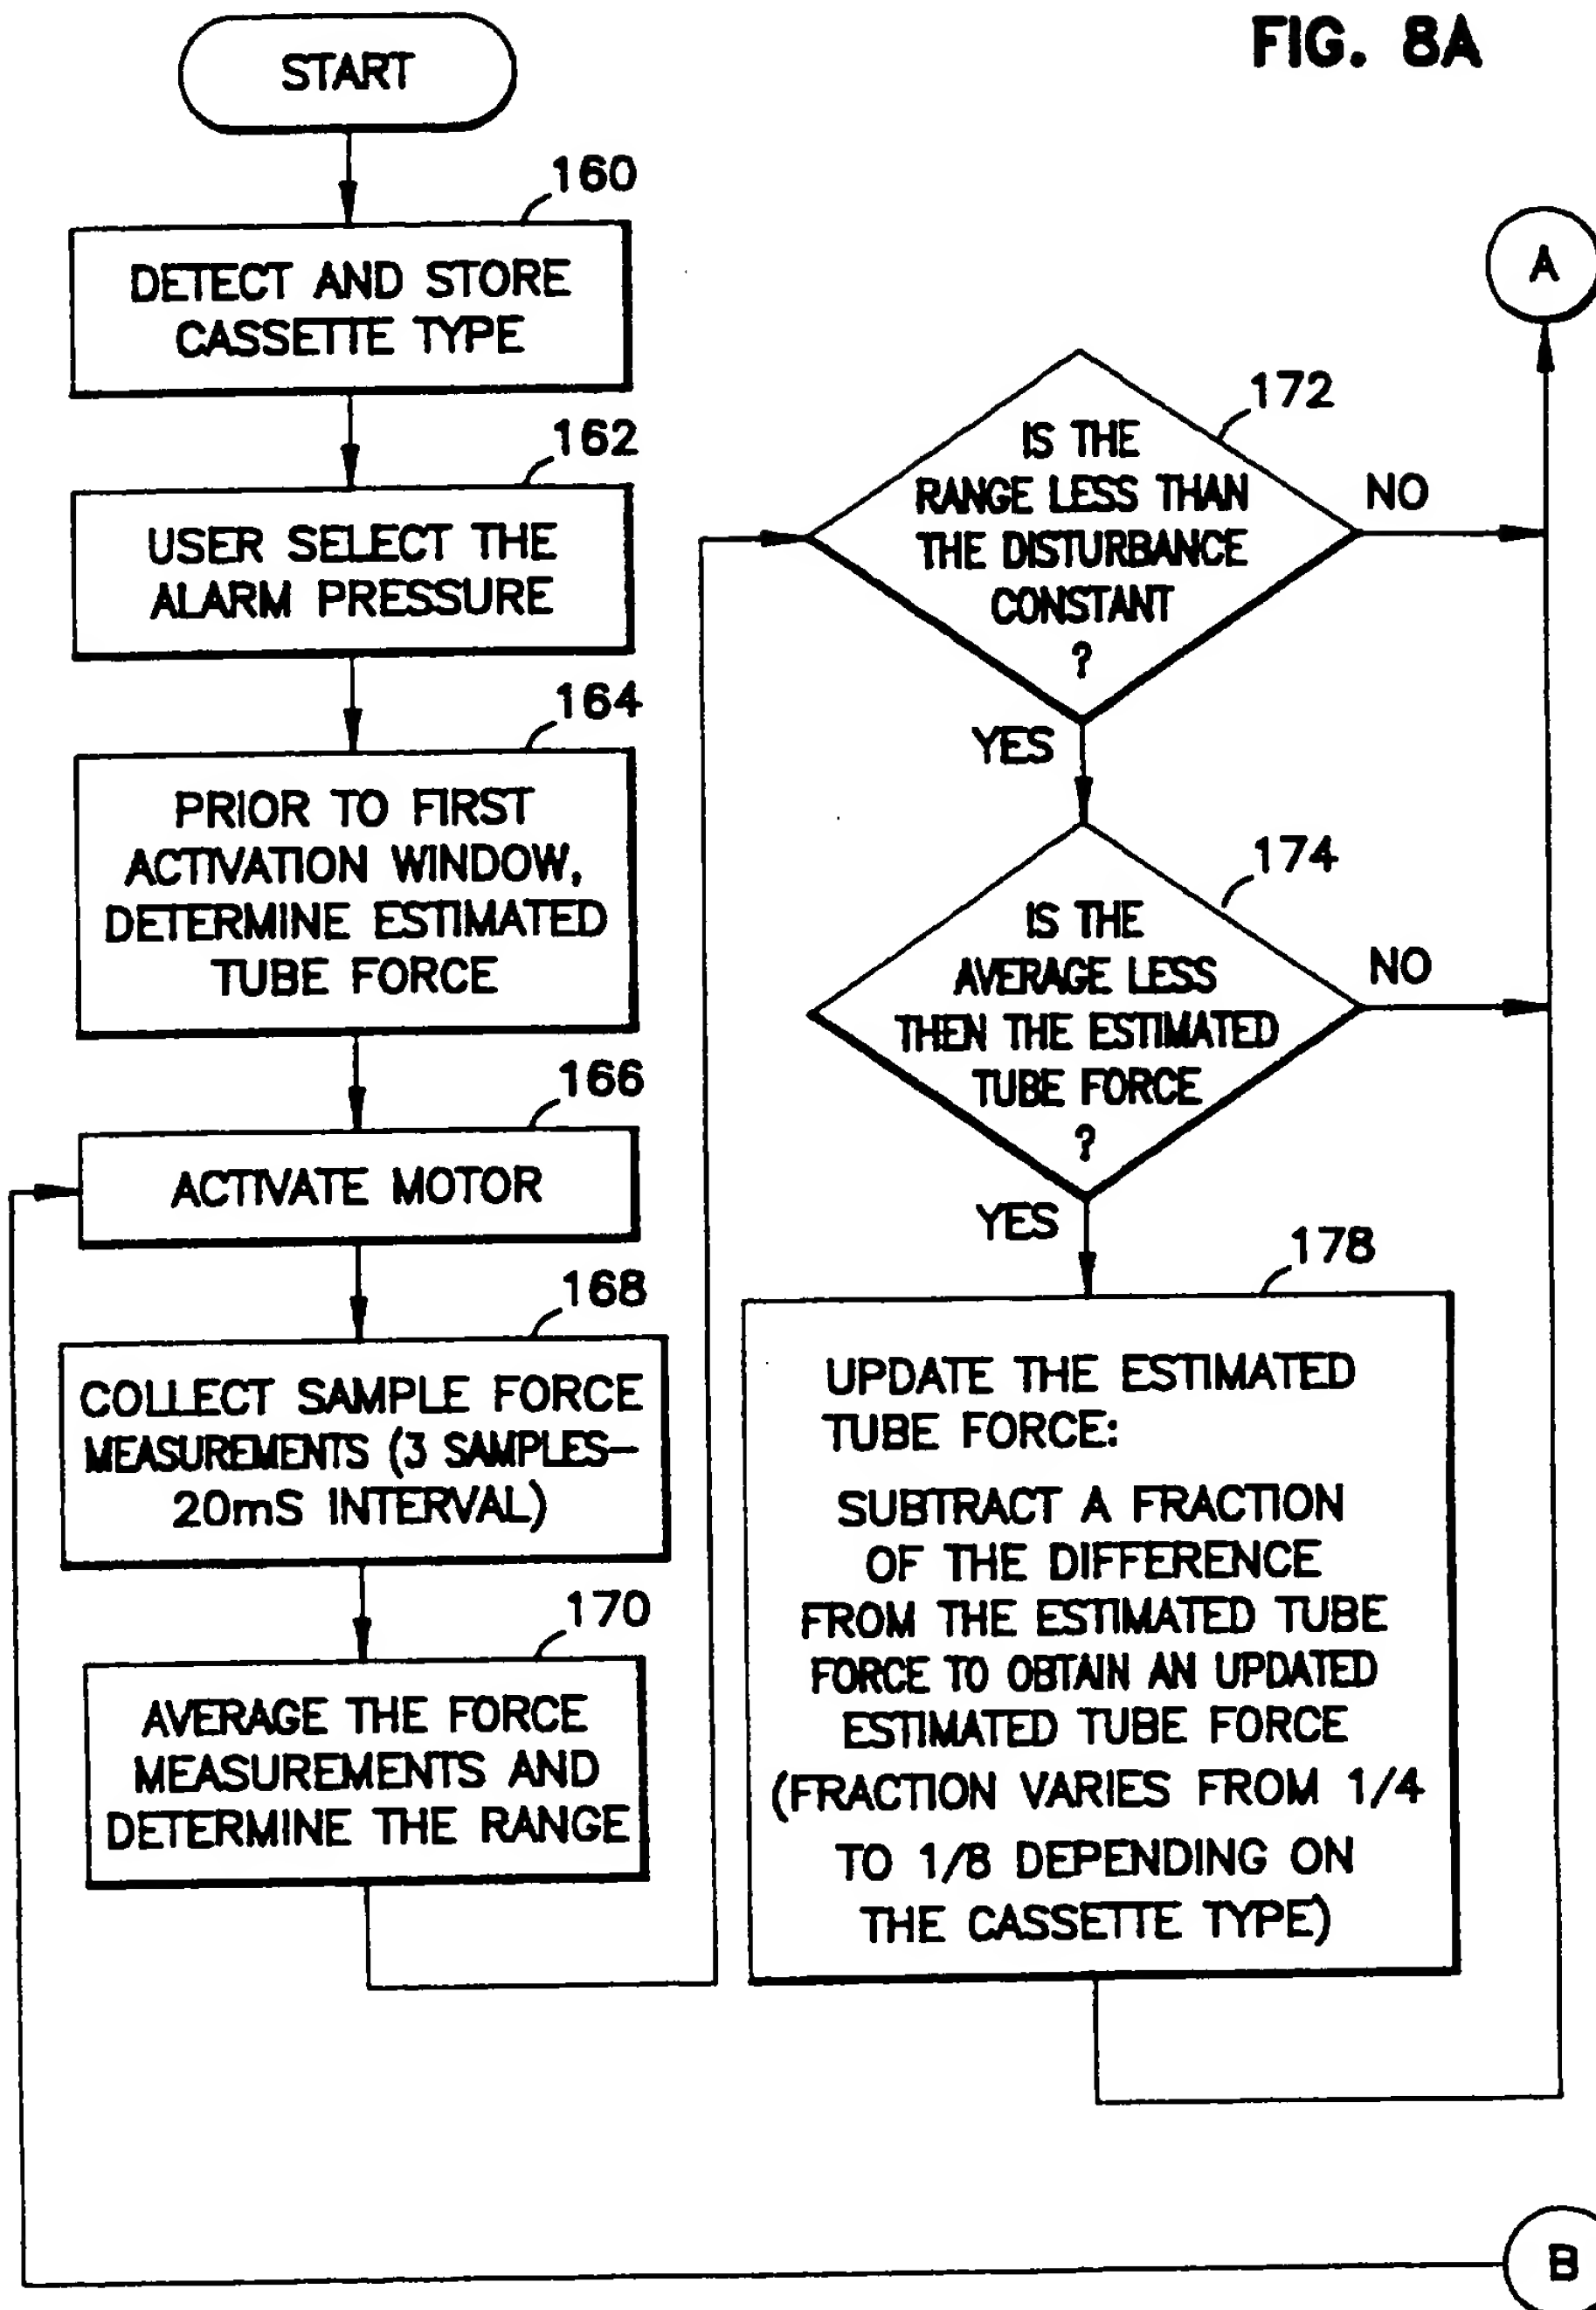 FIG. 8A
START
160
DETECT AND STORE
CASSETTE TYPE
162
USER SELECT THE
ALARM PRESSURE
164
PRIOR TO FIRST
ACTIVATION WINDOW,
DETERMINE ESTIMATED
TUBE FORCE
166
ACTIVATE MOTOR
168
COLLECT SAMPLE FORCE
MEASUREMENTS (3 SAMPLES-
20mS INTERVAL)
170
AVERAGE THE FORCE
MEASUREMENTS AND
DETERMINE THE RANGE
A
172
IS THE
RANGE LESS THAN
THE DISTURBANCE
CONSTANT
?
NO
YES
174
IS THE
AVERAGE LESS
THEN THE ESTIMATED
TUBE FORCE
?
NO
YES
178
UPDATE THE ESTIMATED
TUBE FORCE:
SUBTRACT A FRACTION
OF THE DIFFERENCE
FROM THE ESTIMATED TUBE
FORCE TO OBTAIN AN UPDATED
ESTIMATED TUBE FORCE
(FRACTION VARIES FROM 1/4
TO 1/8 DEPENDING ON
THE CASSETTE TYPE)
B